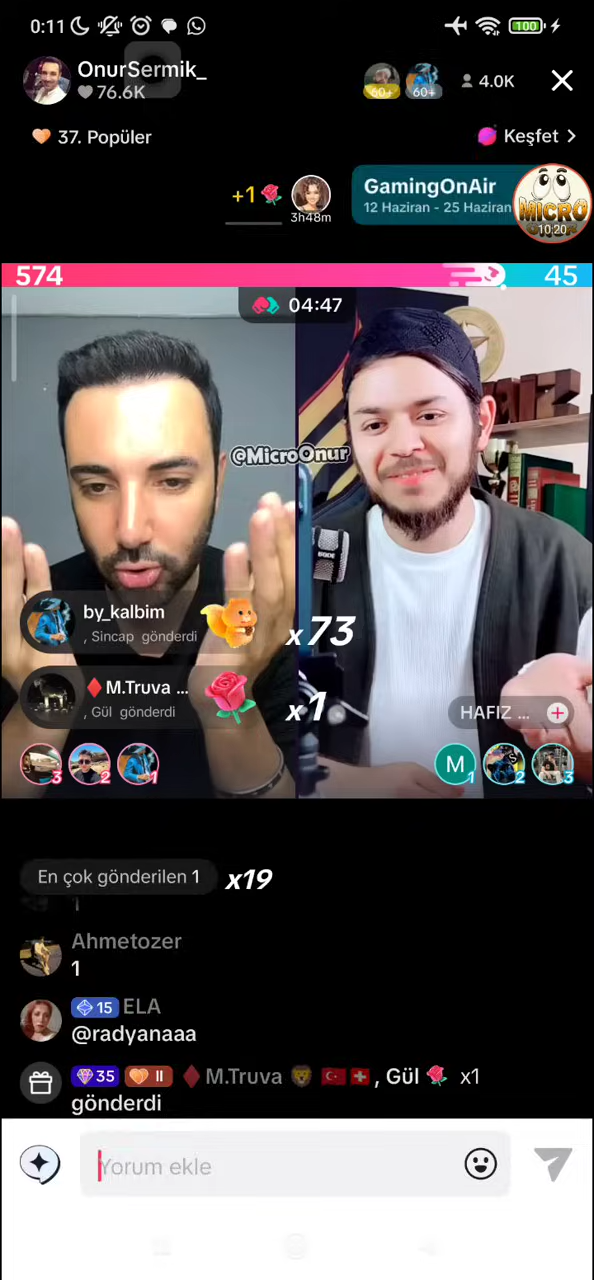 0:11
100
OnurSermik_
76.6K
60+
60+
4.0K
37. Popüler
Keşfet
+1
3h48m
GamingOnAir
12 Haziran - 25 Haziran
MICRO
10:20
574
45
04:47
@MicroOnur
RODE
by_kalbim
, Sincap gönderdi
x73
M.Truva ...
, Gül gönderdi
x1
HAFIZ ...
3
2
1
M
1
2
3
En çok gönderilen 1
x19
1
Ahmetozer
1
15 ELA
@radyanaaa
35 II M.Truva 🦁 🇹🇷🇨🇭, Gül 🌹 x1
gönderdi
Yorum ekle